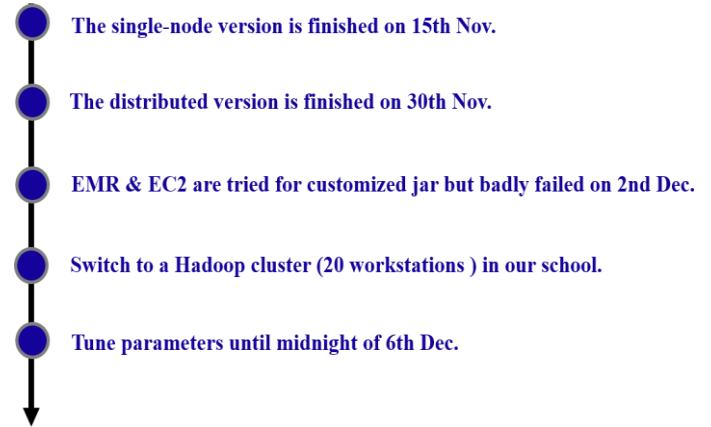 The single-node version is finished on 15th Nov.
The distributed version is finished on 30th Nov.
EMR & EC2 are tried for customized jar but badly failed on 2nd Dec.
Switch to a Hadoop cluster (20 workstations ) in our school.
Tune parameters until midnight of 6th Dec.